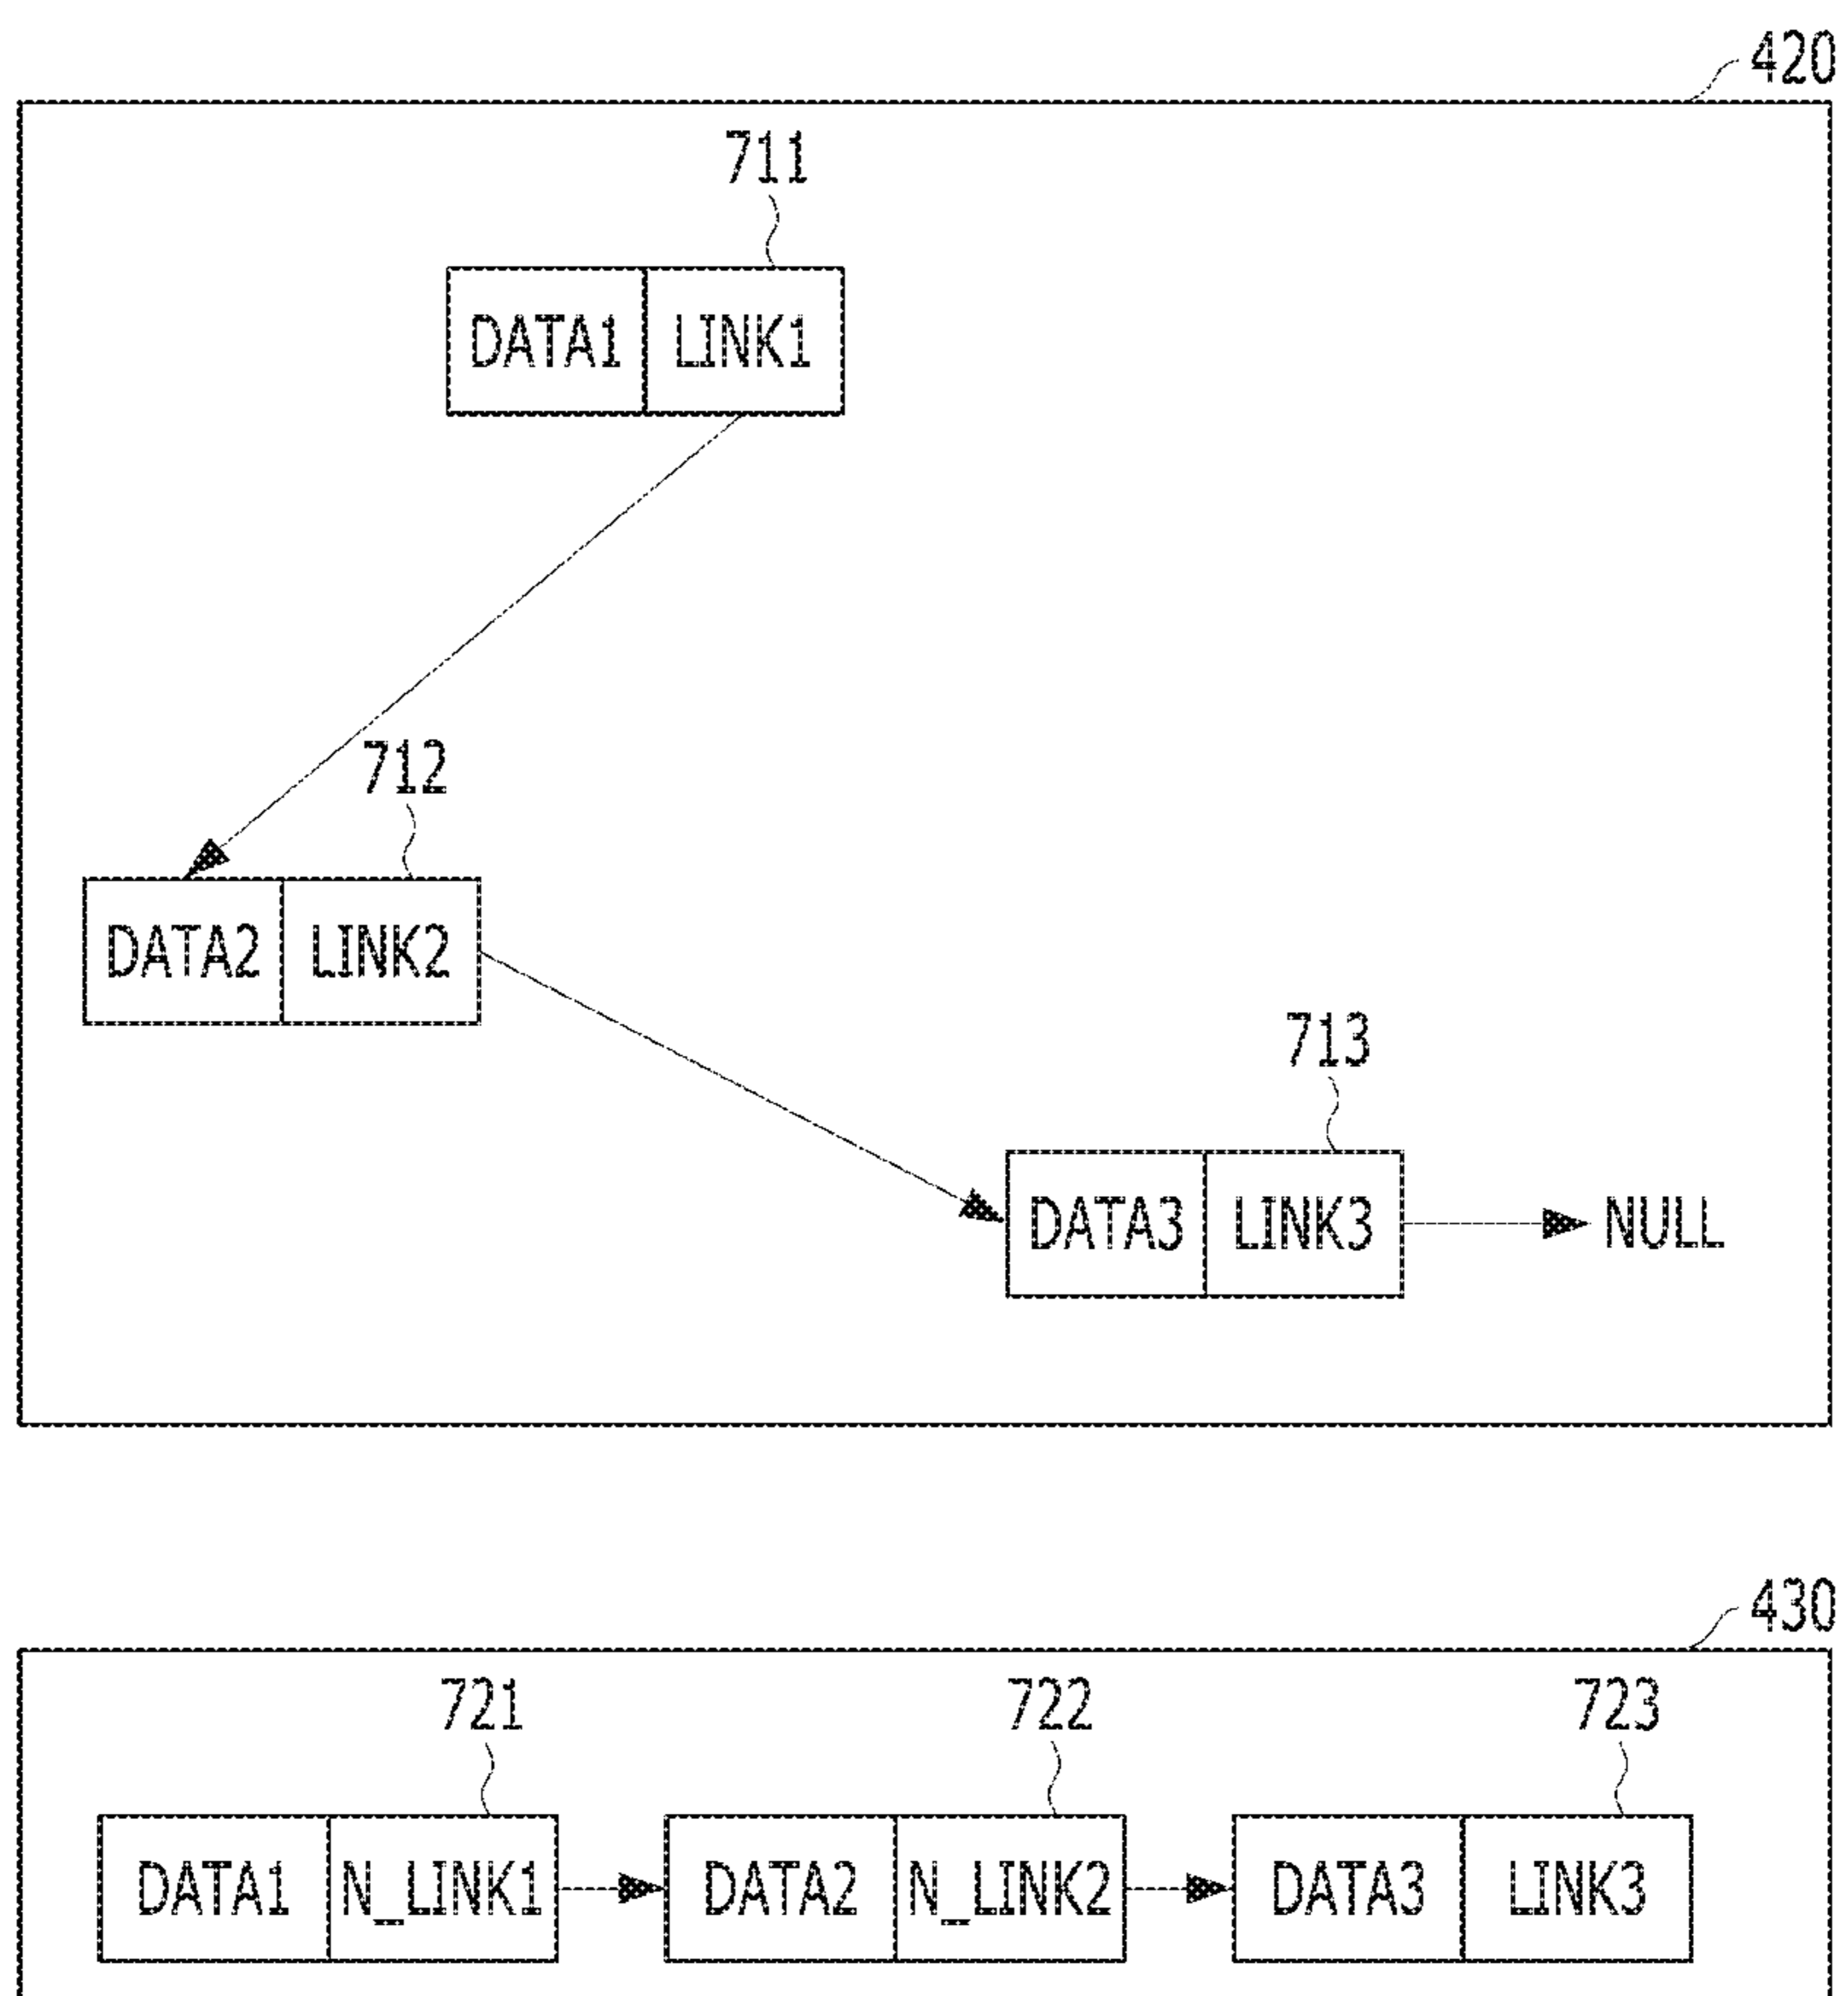 420
711
DATA1 LINK1
712
DATA2 LINK2
713
DATA3 LINK3 NULL
430
721 722 723
DATA1 N_LINK1 DATA2 N_LINK2 DATA3 LINK3